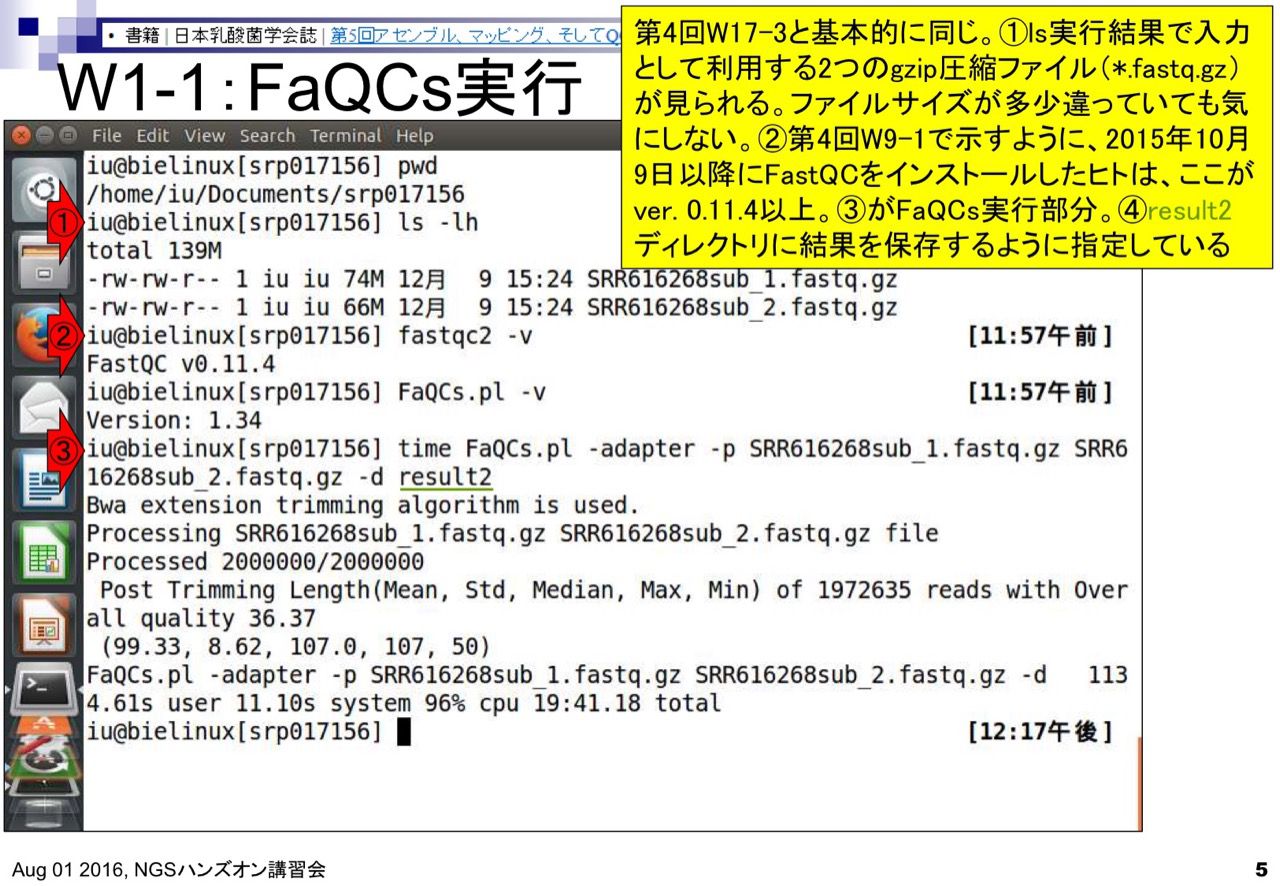 • 書籍 | 日本乳酸菌学会誌 | 第5回アセンブル、マッピング、そしてQ
W1-1:FaQCs実行
第4回W17-3と基本的に同じ。①ls実行結果で入力
として利用する2つのgzip圧縮ファイル(*.fastq.gz)
が見られる。ファイルサイズが多少違っていても気
にしない。②第4回W9-1で示すように、2015年10月
9日以降にFastQCをインストールしたヒトは、ここが
ver. 0.11.4以上。③がFaQCs実行部分。④result2
ディレクトリに結果を保存するように指定している
File Edit View Search Terminal Help
iu@bielinux[srp017156] pwd
/home/iu/Documents/srp017156
① iu@bielinux[srp017156] ls -lh
total 139M
-rw-rw-r-- 1 iu iu 74M 12月  9 15:24 SRR616268sub_1.fastq.gz
-rw-rw-r-- 1 iu iu 66M 12月  9 15:24 SRR616268sub_2.fastq.gz
② iu@bielinux[srp017156] fastqc2 -v [11:57午前]
FastQC v0.11.4
iu@bielinux[srp017156] FaQCs.pl -v [11:57午前]
Version: 1.34
③ iu@bielinux[srp017156] time FaQCs.pl -adapter -p SRR616268sub_1.fastq.gz SRR6
16268sub_2.fastq.gz -d result2
Bwa extension trimming algorithm is used.
Processing SRR616268sub_1.fastq.gz SRR616268sub_2.fastq.gz file
Processed 2000000/2000000
Post Trimming Length(Mean, Std, Median, Max, Min) of 1972635 reads with Over
all quality 36.37
(99.33, 8.62, 107.0, 107, 50)
FaQCs.pl -adapter -p SRR616268sub_1.fastq.gz SRR616268sub_2.fastq.gz -d   113
4.61s user 11.10s system 96% cpu 19:41.18 total
iu@bielinux[srp017156] [12:17午後]
Aug 01 2016, NGSハンズオン講習会
5